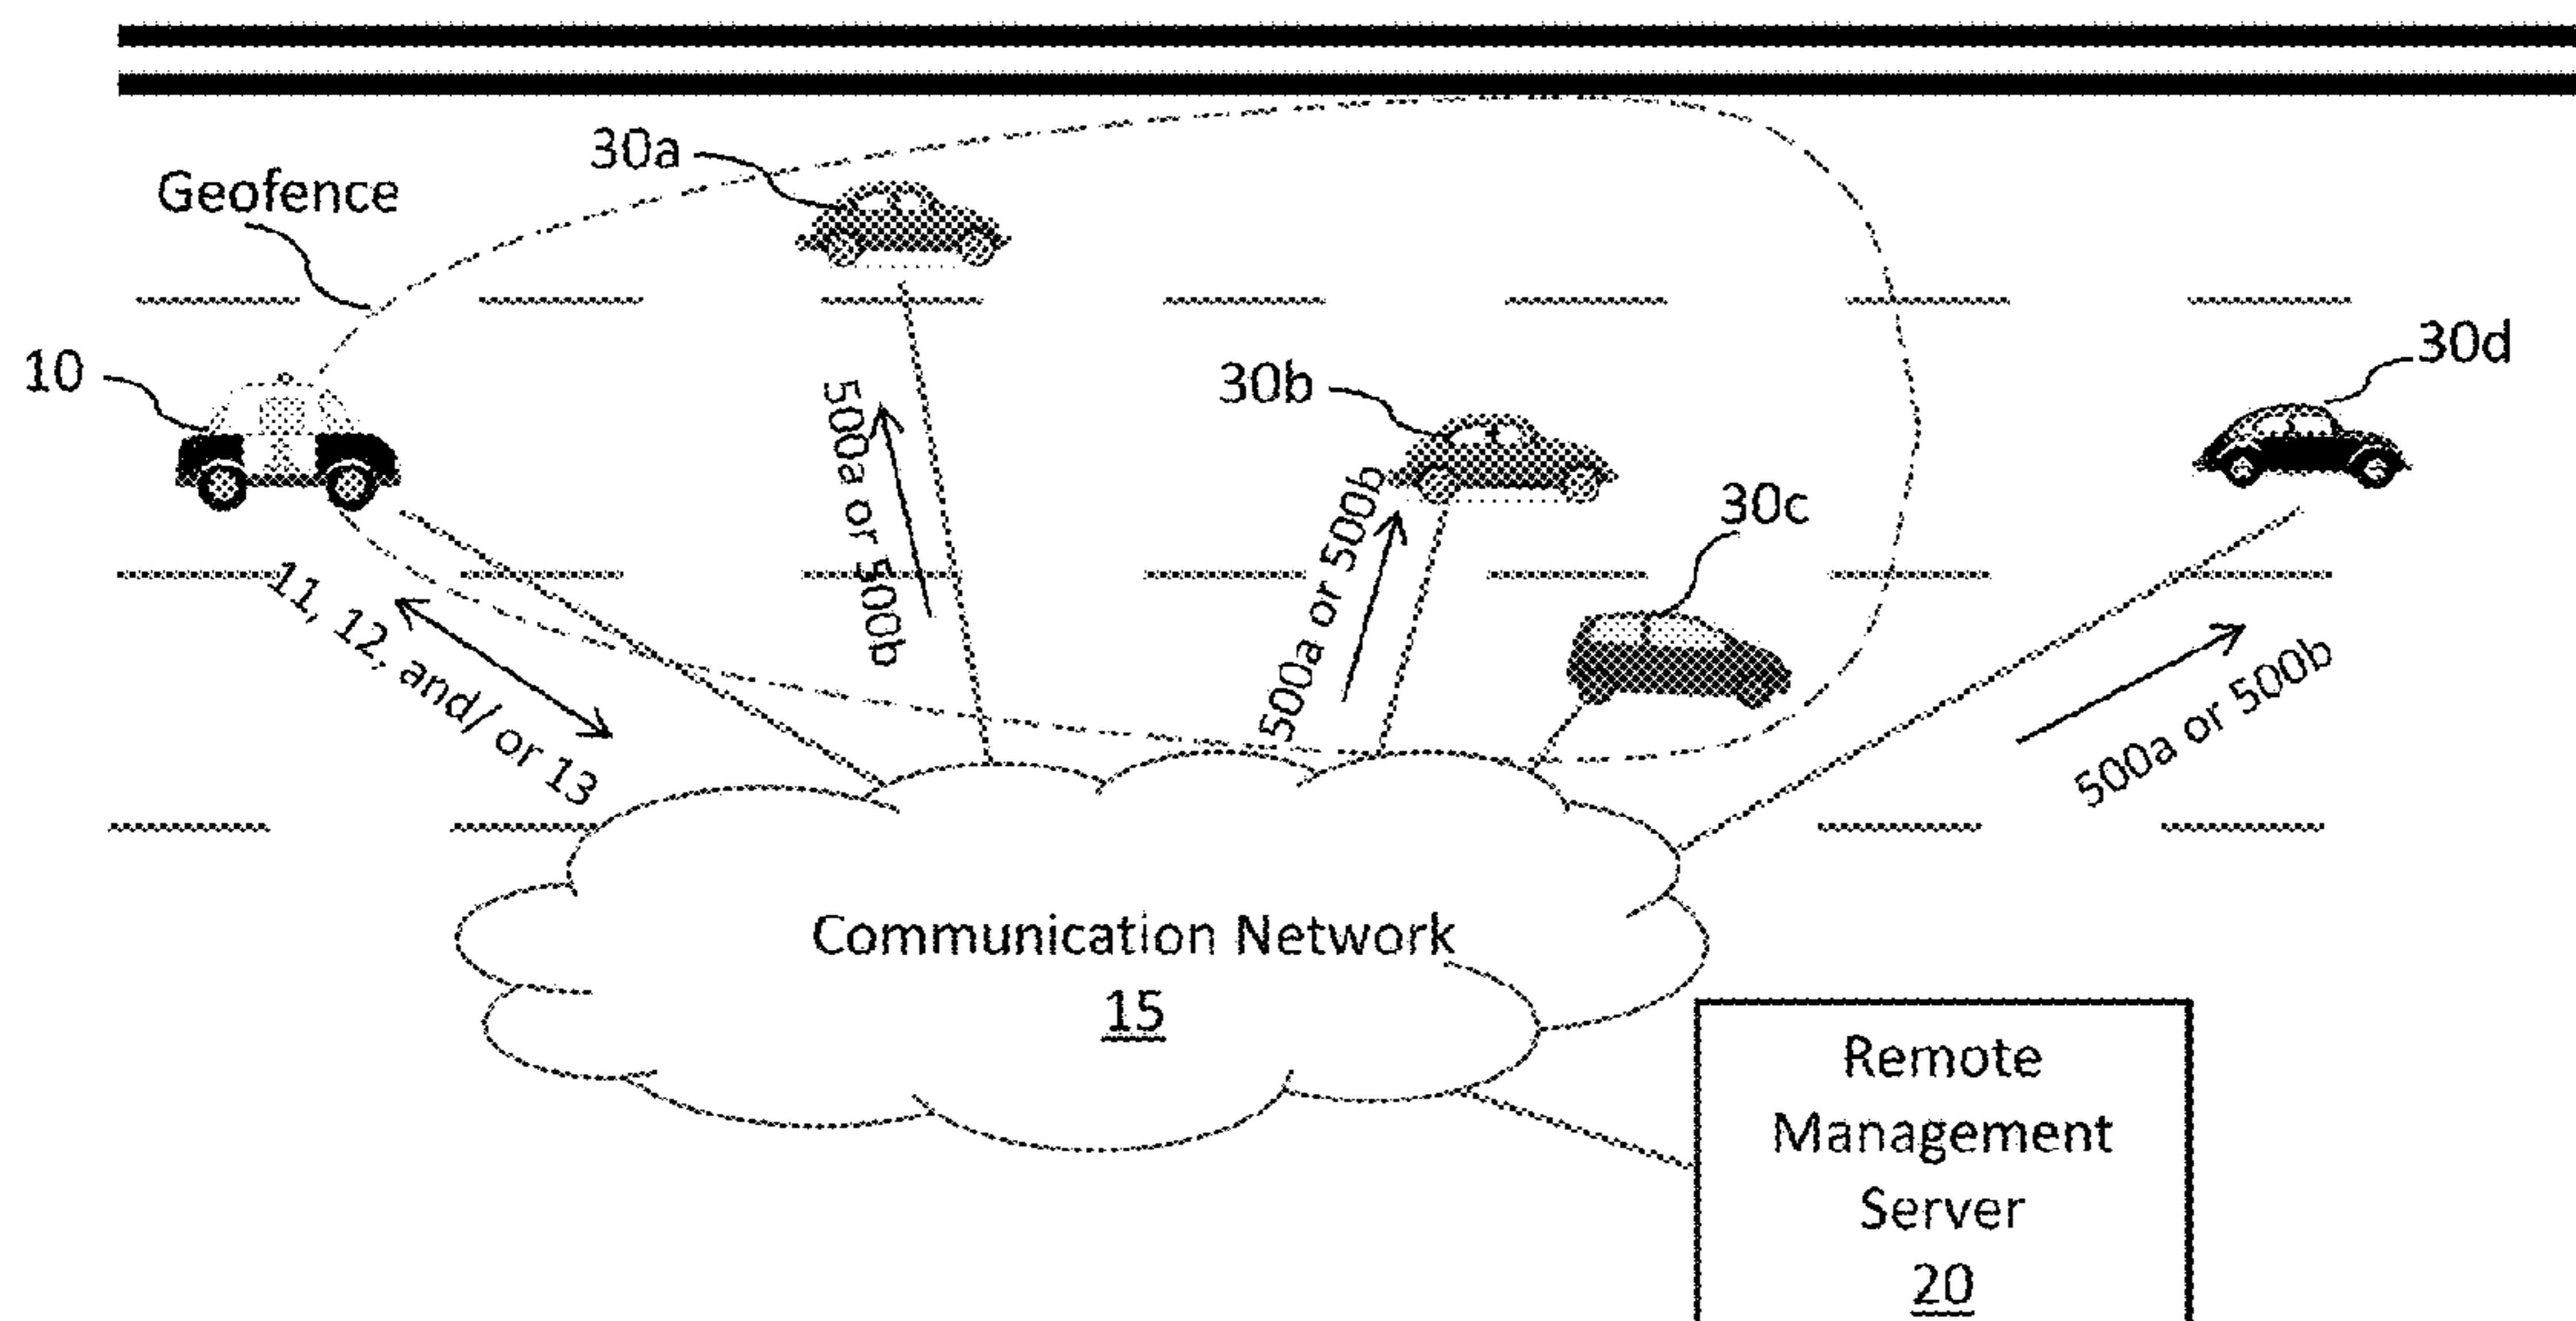 30a
Geofence
10
30b
30d
30c
500a or 500b
500a or 500b
11, 12, and/ or 13
500a or 500b
Communication Network
15
Remote
Management
Server
20